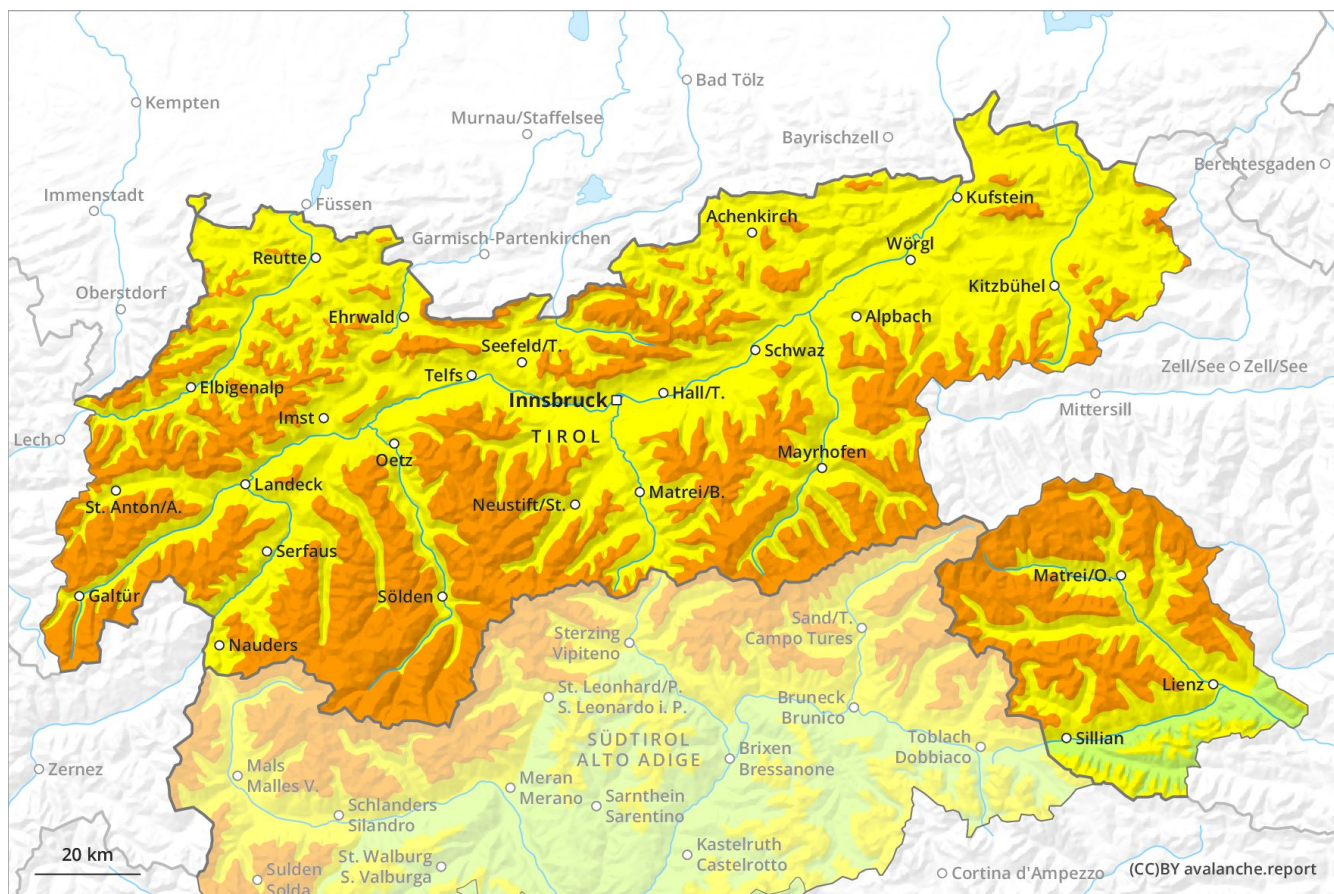 Bad Tölz
Kempten
Murnau/Staffelsee
Bayrischzell
Berchtesgaden
Immenstadt
Füssen
Kufstein
Achenkirch
Garmisch-Partenkirchen
Wörgl
Reutte
Oberstdorf
Kitzbühel
Ehrwald
Alpbach
Seefeld/T.
Schwaz
Telfs
Zell/See
Zell/See
Elbigenalp
Hall/T.
Innsbruck
Mittersill
Imst
Lech
TIROL
Mayrhofen
Oetz
Landeck
Matrei/B.
St. Anton/A.
Neustift/St.
Serfaus
Matrei/O.
Galtür
Sölden
Sand/T.
Campo Tures
Sterzing
Vipiteno
Nauders
Lienz
St. Leonhard/P.
S. Leonardo i. P.
Bruneck
Brunico
Sillian
SÜDTIROL
ALTO ADIGE
Toblach
Dobbiaco
Brixen
Bressanone
Zernez
Mals
Malles V.
Meran
Merano
Sarnthein
Sarentino
Schlanders
Silandro
Kastelruth
Castelrotto
20 km
St. Walburg
S. Valburga
Sulden
Solda
Cortina d'Ampezzo
(CC)BY avalanche.report